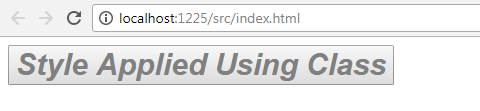 localhost:1225/src/index.html
Style Applied Using Class